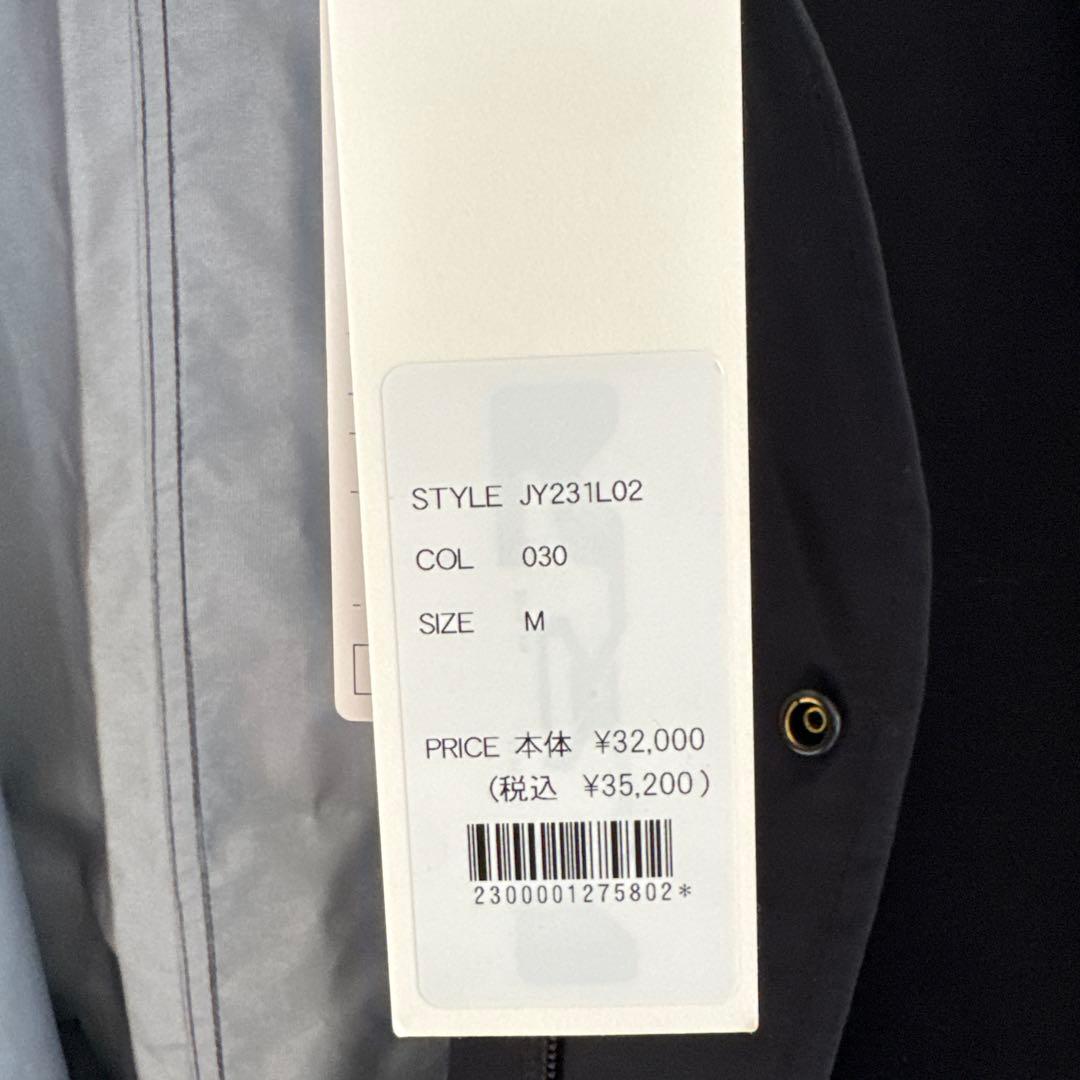 STYLE JY231L02
COL 030
SIZE M
PRICE 本体 ¥32,000
(税込 ¥35,200)
2300001275802*